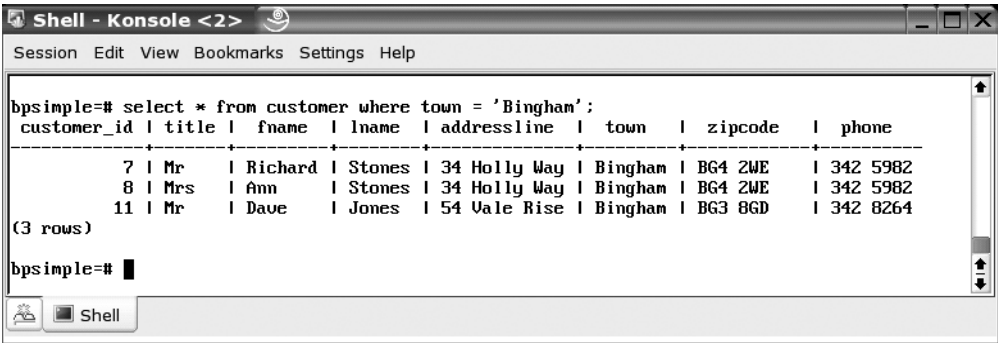 Shell - Konsole <2>
Session Edit View Bookmarks Settings Help
bpsimple=# select * from customer where town = 'Bingham';
 customer_id | title |  fname  | lname  | addressline  |  town   |  zipcode   |  phone
-------------+-------+---------+--------+--------------+---------+------------+----------
           7 | Mr    | Richard | Stones | 34 Holly Way | Bingham | BG4 2WE    | 342 5982
           8 | Mrs   | Ann     | Stones | 34 Holly Way | Bingham | BG4 2WE    | 342 5982
          11 | Mr    | Dave    | Jones  | 54 Vale Rise | Bingham | BG3 8GD    | 342 8264
(3 rows)
bpsimple=#
Shell